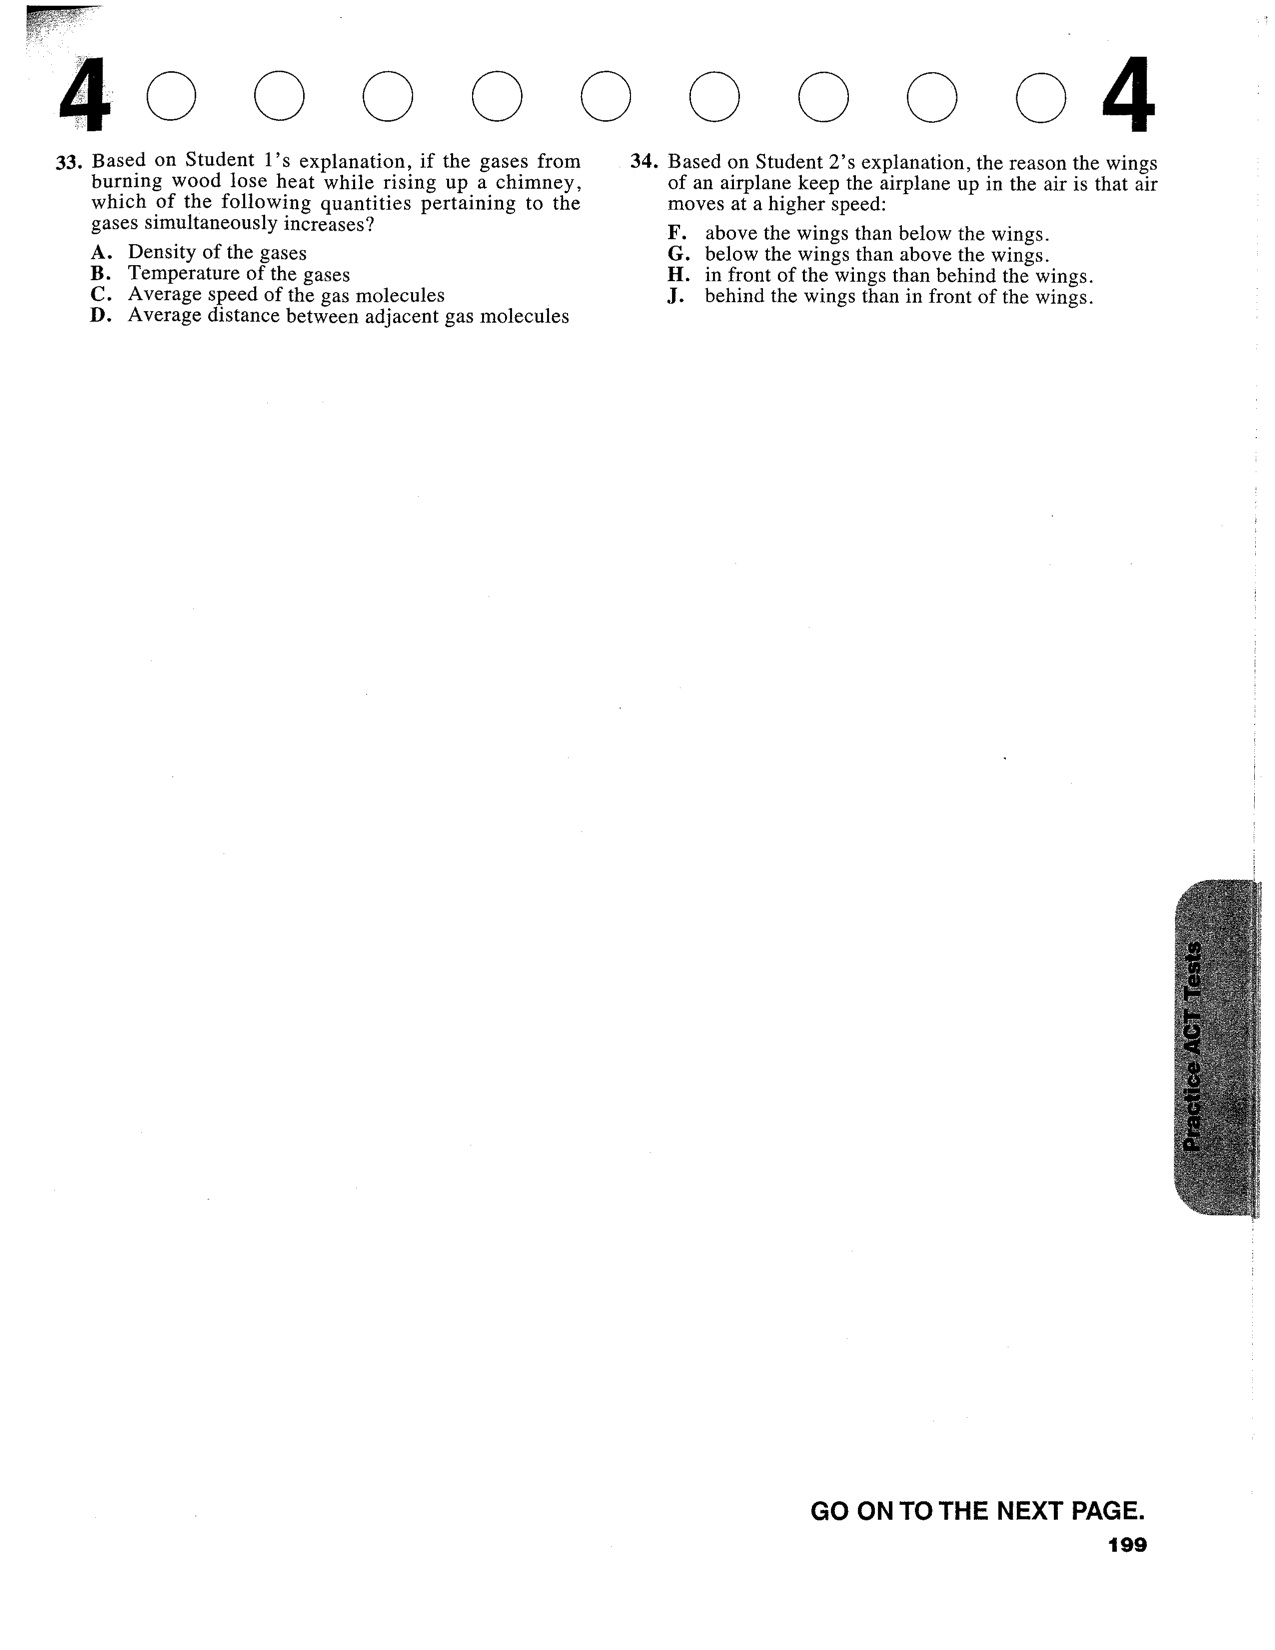 4 4
33. Based on Student 1's explanation, if the gases from
burning wood lose heat while rising up a chimney,
which of the following quantities pertaining to the
gases simultaneously increases?
A. Density of the gases
B. Temperature of the gases
C. Average speed of the gas molecules
D. Average distance between adjacent gas molecules
34. Based on Student 2's explanation, the reason the wings
of an airplane keep the airplane up in the air is that air
moves at a higher speed:
F. above the wings than below the wings.
G. below the wings than above the wings.
H. in front of the wings than behind the wings.
J. behind the wings than in front of the wings.
Practice ACT Tests
GO ON TO THE NEXT PAGE.
199